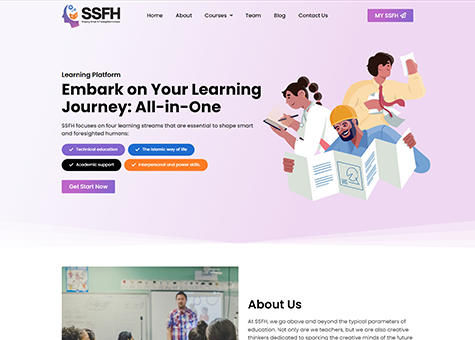 SSFH
Home About Courses Team Blog Contact Us
MY SSFH
Learning Platform
Embark on Your Learning
Journey: All-in-One
SSFH focuses on four learning streams that are essential to shape smart
and foresighted humans:
Technical education
The Islamic way of life
Academic support
Interpersonal and power skills.
Get Start Now
About Us
At SSFH, we go above and beyond the typical parameters of
education. Not only are we teachers, but we are also creative
thinkers dedicated to sparking the creative minds of the future